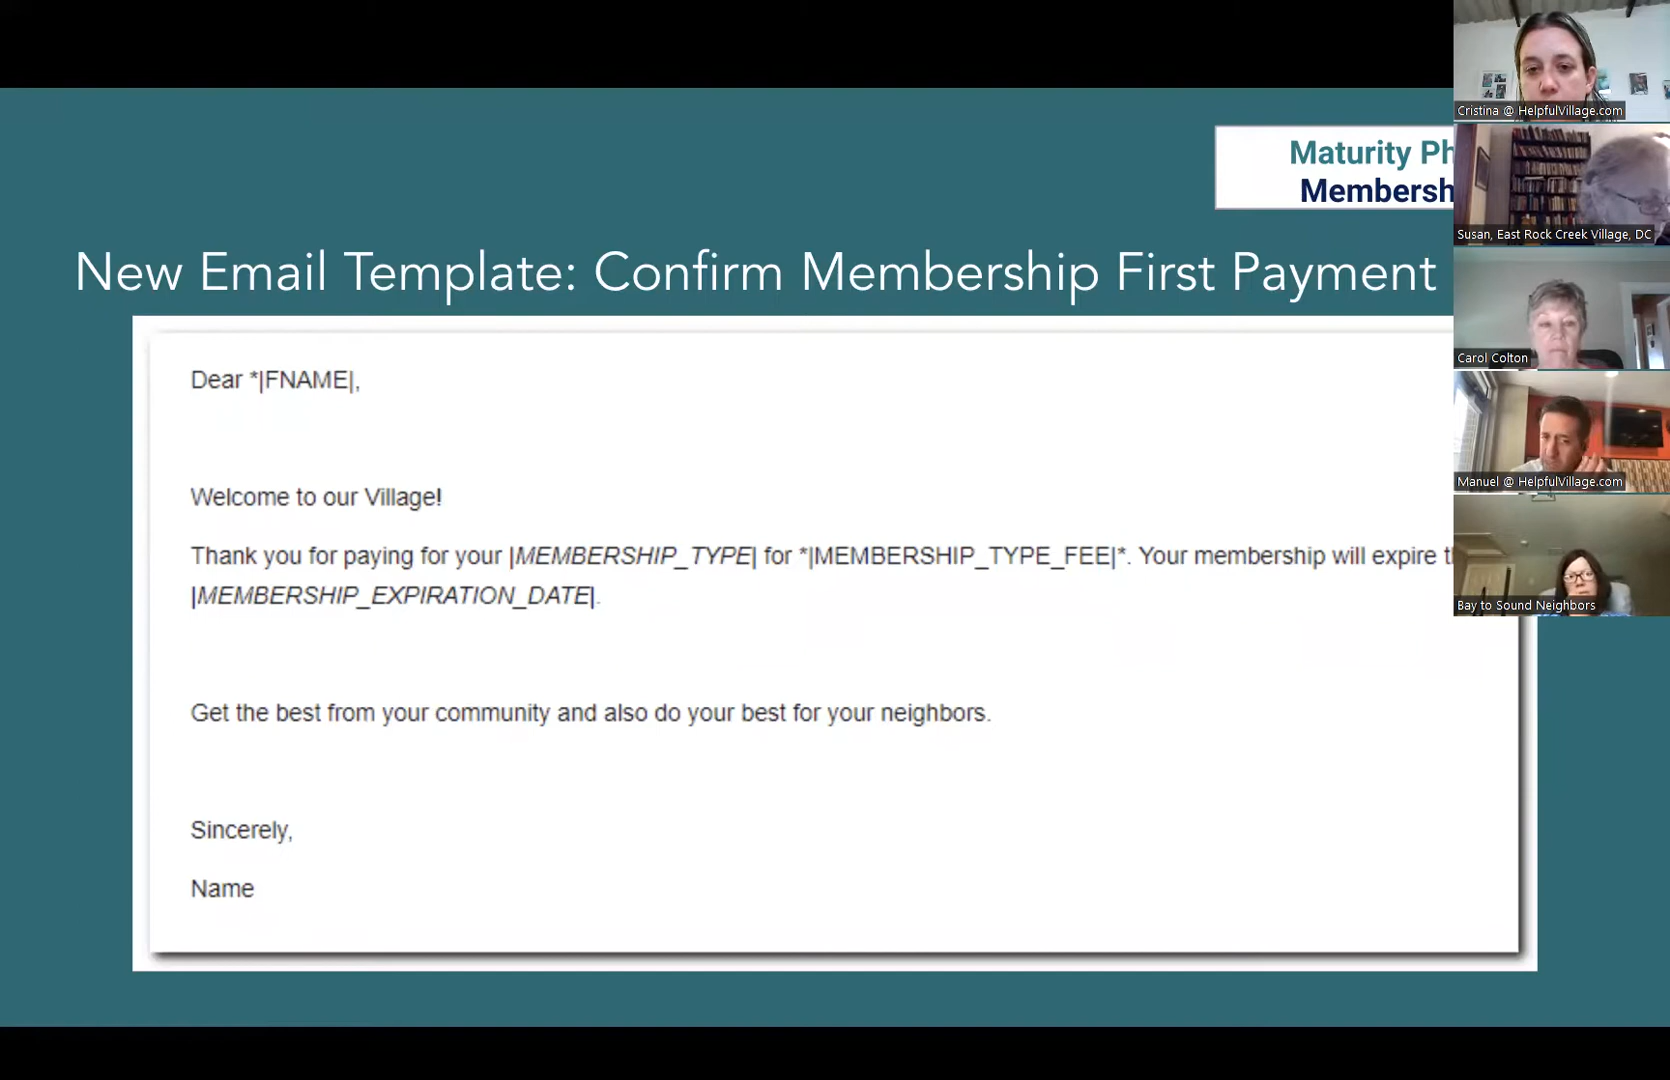 Maturity
Membersh
New Email Template: Confirm Membership First Payment
Dear *|FNAME|,
Welcome to our Village!
Thank you for paying for your |MEMBERSHIP_TYPE| for *|MEMBERSHIP_TYPE_FEE|*. Your membership will expire
|MEMBERSHIP_EXPIRATION_DATE|.
Get the best from your community and also do your best for your neighbors.
Sincerely,
Name
Cristina @ HelpfulVillage.com
Susan, East Rock Creek Village, DC
Carol Colton
Manuel @ HelpfulVillage.com
Bay to Sound Neighbors